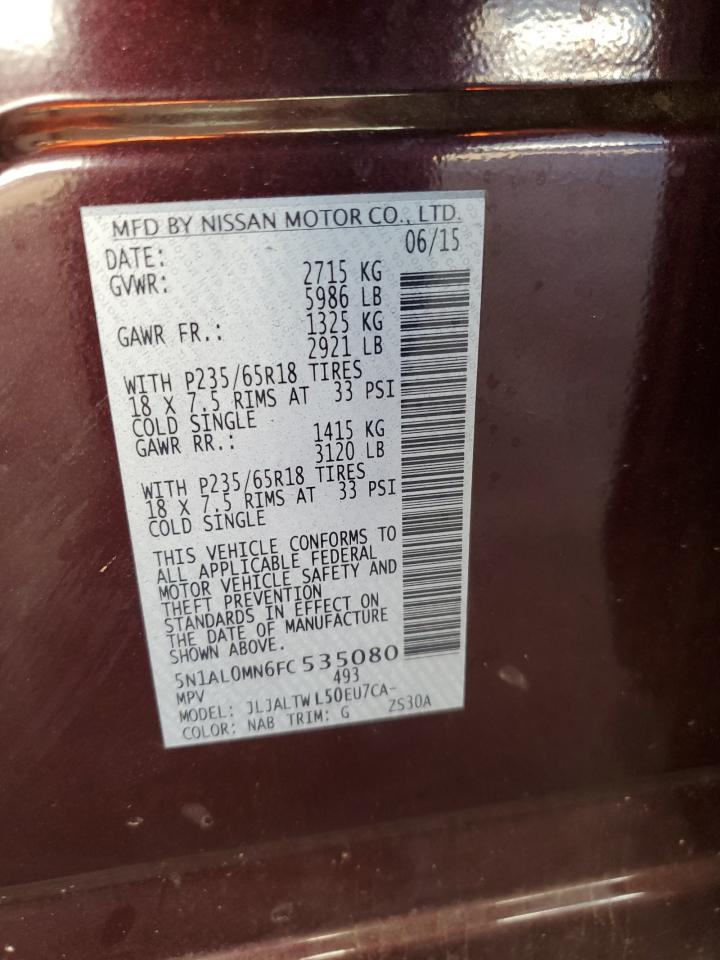 MFD BY NISSAN MOTOR CO., LTD.
DATE: 06/15
GVWR: 2715 KG
5986 LB
GAWR FR.: 1325 KG
2921 LB
WITH P235/65R18 TIRES
18 X 7.5 RIMS AT 33 PSI
COLD SINGLE
GAWR RR.: 1415 KG
3120 LB
WITH P235/65R18 TIRES
18 X 7.5 RIMS AT 33 PSI
COLD SINGLE
THIS VEHICLE CONFORMS TO
ALL APPLICABLE FEDERAL
MOTOR VEHICLE SAFETY AND
THEFT PREVENTION
STANDARDS IN EFFECT ON
THE DATE OF MANUFACTURE
SHOWN ABOVE.
5N1AL0MN6FC 535080
MPV 493
MODEL: JLJALTWL50EU7CA-
COLOR: NAB TRIM: G ZS30A